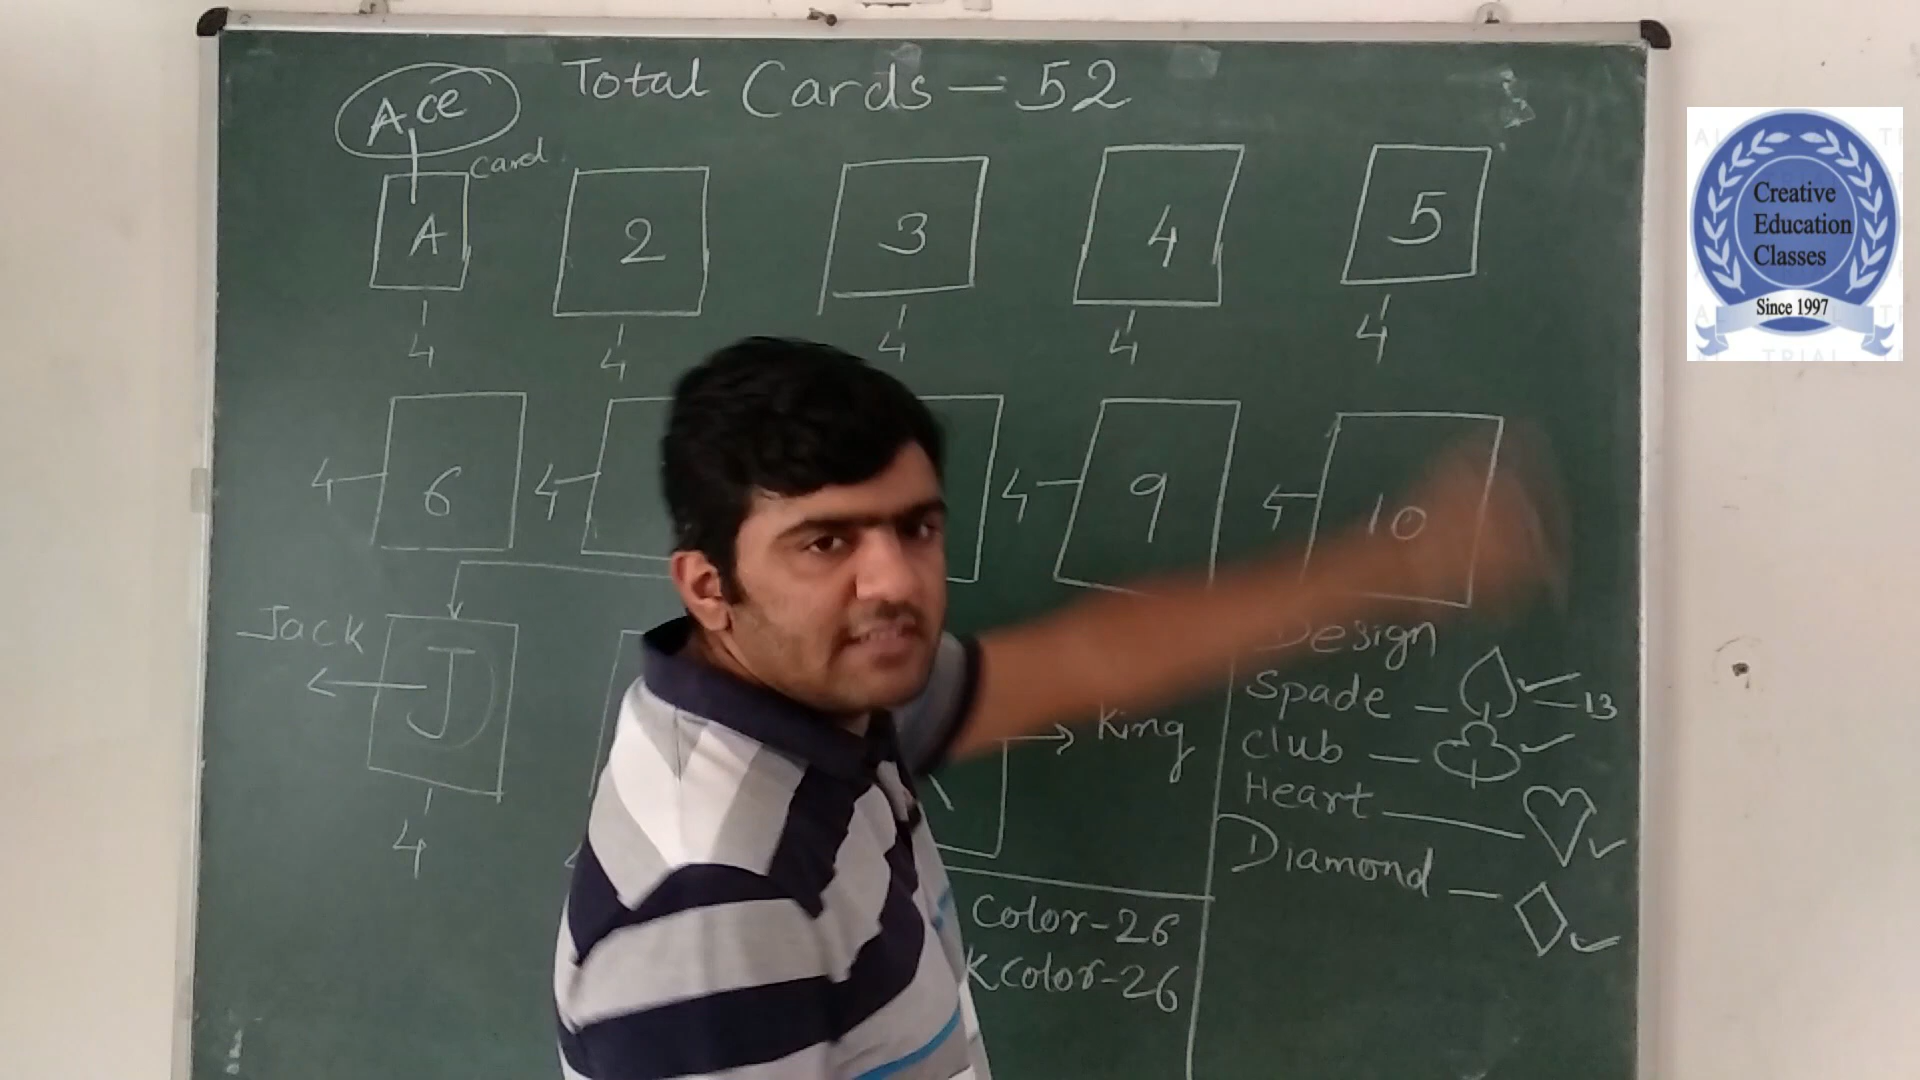 Total Cards - 52
Ace
Card
A 2 3 4 5
4 4 4 4 4
6 9 10
4 4 4 4
Jack
J
4
King
Design
Spade - 13
Club -
Heart
Diamond -
Color-26
K Color-26
Creative
Education
Classes
Since 1997
TRIAL